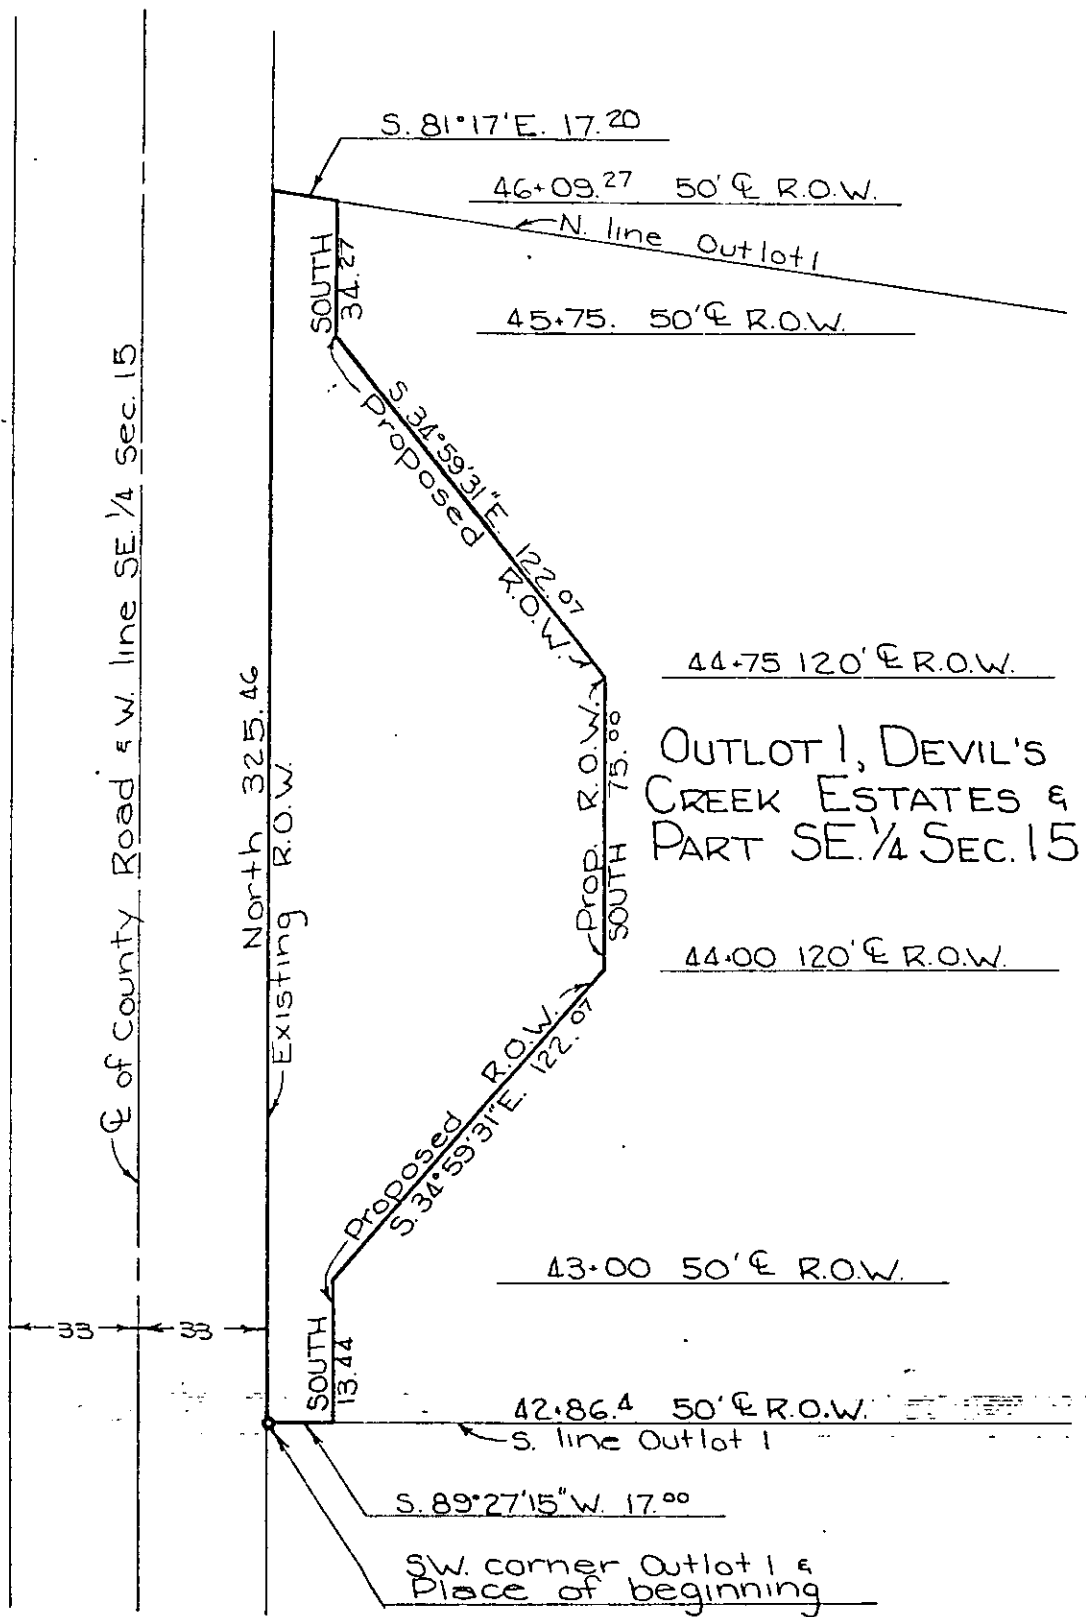 S. 81°17'E. 17.20
46+09.27 50' ℄ R.O.W.
N. line Outlot 1
SOUTH
34.27
45+75. 50' ℄ R.O.W.
S. 34°59'31"E. 122.07
Proposed R.O.W.
℄ of County Road & W. line SE. 1/4 Sec. 15
44+75 120' ℄ R.O.W.
North 325.46
Existing R.O.W.
Prop. R.O.W.
SOUTH 75.00
OUTLOT 1, DEVIL'S
CREEK ESTATES &
PART SE. 1/4 SEC. 15
44+00 120' ℄ R.O.W.
Proposed R.O.W.
S. 34°59'31"E. 122.07
43+00 50' ℄ R.O.W.
33
33
SOUTH
13.44
42+86.4 50' ℄ R.O.W.
S. line Outlot 1
S. 89°27'15"W. 17.00
SW. corner Outlot 1 &
Place of beginning